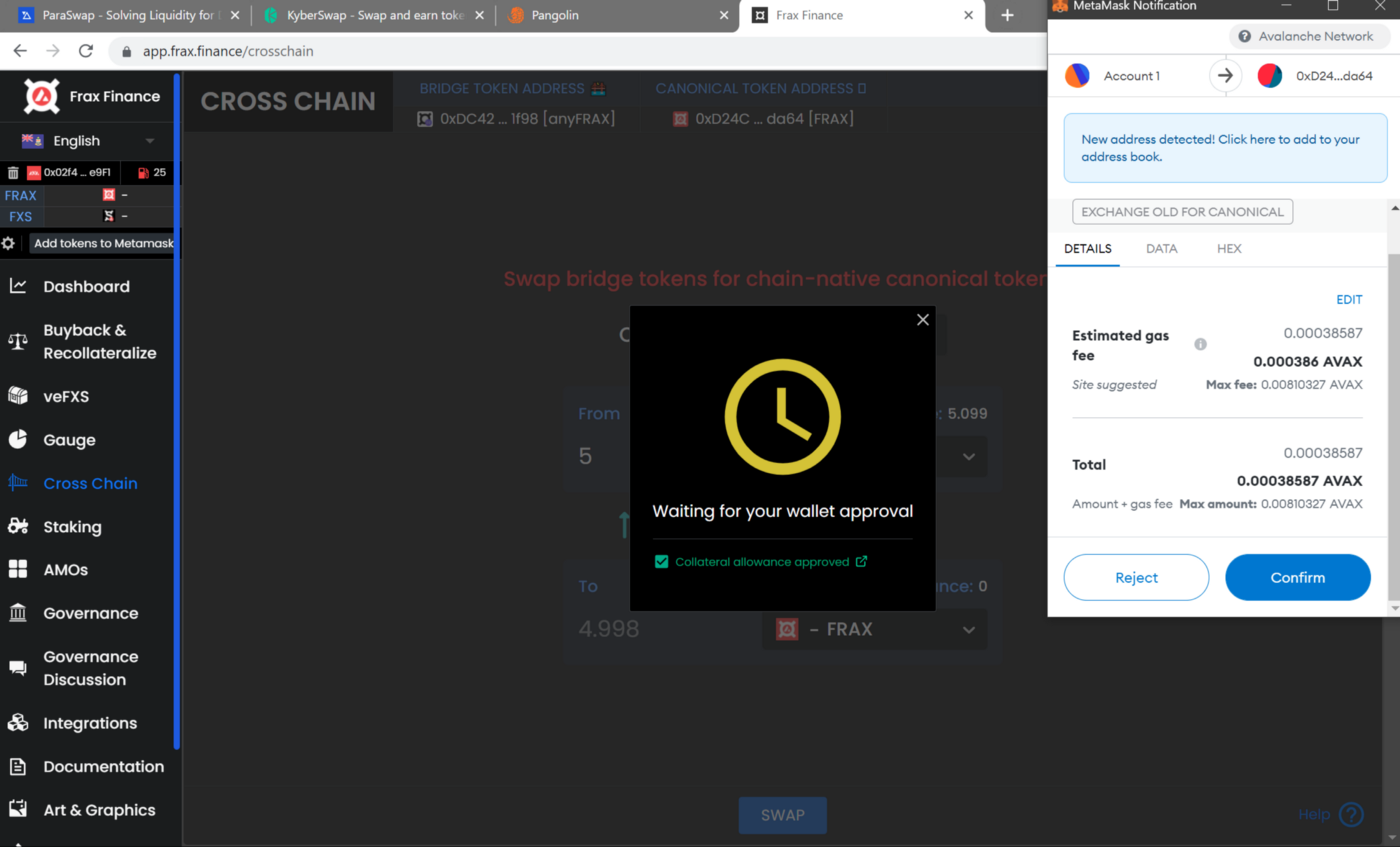 ParaSwap - Solving Liquidity for
KyberSwap - Swap and earn toke
Pangolin
Frax Finance
app.frax.finance/crosschain
Frax Finance
English
0x02f4 ... e9F1
25
FRAX
–
FXS
–
Add tokens to Metamask
Dashboard
Buyback &
Recollateralize
veFXS
Gauge
Cross Chain
Staking
AMOs
Governance
Governance
Discussion
Integrations
Documentation
Art & Graphics
CROSS CHAIN
BRIDGE TOKEN ADDRESS
0xDC42 ... 1f98 [anyFRAX]
CANONICAL TOKEN ADDRESS
0xD24C ... da64 [FRAX]
Swap bridge tokens for chain-native canonical token
From
: 5.099
5
Waiting for your wallet approval
Collateral allowance approved
To
nce: 0
4.998
– FRAX
SWAP
Help
MetaMask Notification
Avalanche Network
Account 1
0xD24...da64
New address detected! Click here to add to your
address book.
EXCHANGE OLD FOR CANONICAL
DETAILS
DATA
HEX
EDIT
Estimated gas
fee
0.00038587
0.000386 AVAX
Site suggested
Max fee: 0.00810327 AVAX
Total
0.00038587
0.00038587 AVAX
Amount + gas fee Max amount: 0.00810327 AVAX
Reject
Confirm